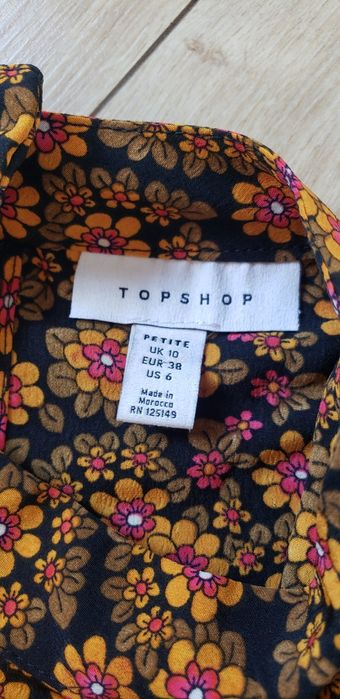 TOPSHOP
PETITE
UK 10
EUR 38
US 6
Made in
Morocco
RN 125149